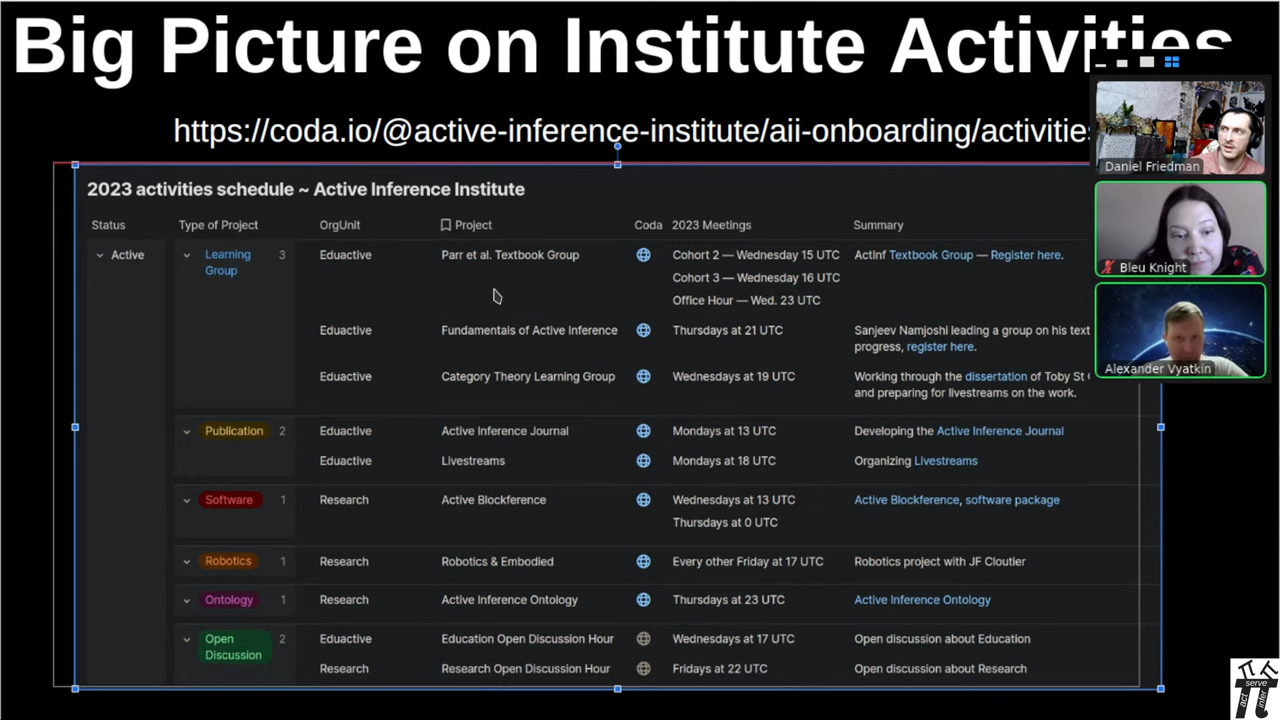 Big Picture on Institute Activities
https://coda.io/@active-inference-institute/aii-onboarding/activities
Daniel Friedman
Bleu Knight
Alexander Vyatkin
2023 activities schedule ~ Active Inference Institute
Status Type of Project OrgUnit Project Coda 2023 Meetings Summary
Active Learning Group 3 Eduactive Parr et al. Textbook Group Cohort 2 — Wednesday 15 UTC ActInf Textbook Group — Register here.
Cohort 3 — Wednesday 16 UTC
Office Hour — Wed. 23 UTC
Eduactive Fundamentals of Active Inference Thursdays at 21 UTC Sanjeev Namjoshi leading a group on his text
progress, register here.
Eduactive Category Theory Learning Group Wednesdays at 19 UTC Working through the dissertation of Toby St
and preparing for livestreams on the work.
Publication 2 Eduactive Active Inference Journal Mondays at 13 UTC Developing the Active Inference Journal
Eduactive Livestreams Mondays at 18 UTC Organizing Livestreams
Software 1 Research Active Blockference Wednesdays at 13 UTC Active Blockference, software package
Thursdays at 0 UTC
Robotics 1 Research Robotics & Embodied Every other Friday at 17 UTC Robotics project with JF Cloutier
Ontology 1 Research Active Inference Ontology Thursdays at 23 UTC Active Inference Ontology
Open Discussion 2 Eduactive Education Open Discussion Hour Wednesdays at 17 UTC Open discussion about Education
Research Research Open Discussion Hour Fridays at 22 UTC Open discussion about Research
act serve infer